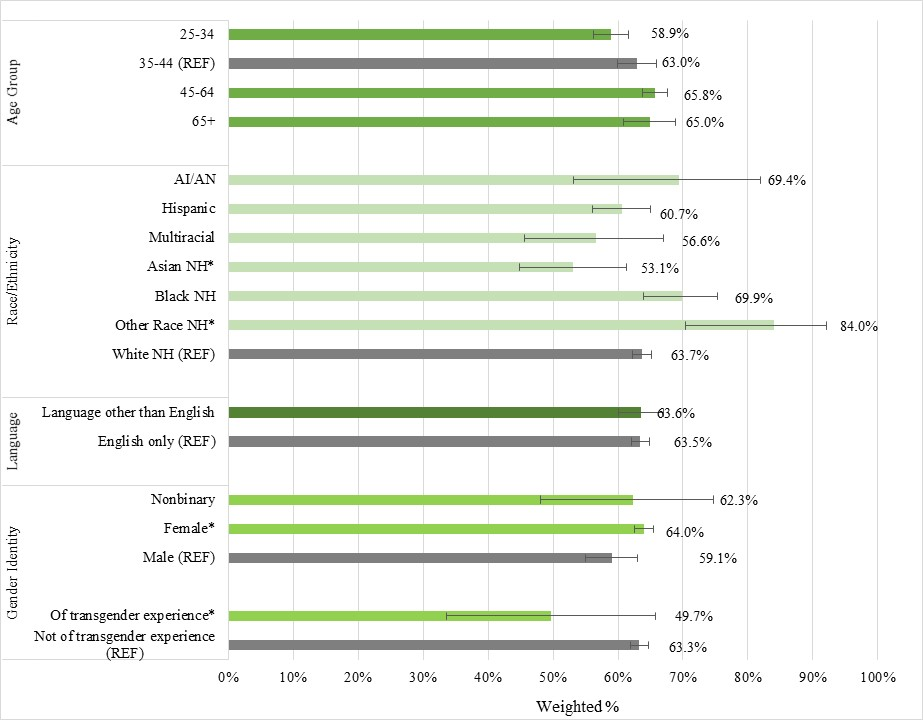 Age Group
25-34 58.9%
35-44 (REF) 63.0%
45-64 65.8%
65+ 65.0%
Race/Ethnicity
AI/AN 69.4%
Hispanic 60.7%
Multiracial 56.6%
Asian NH* 53.1%
Black NH 69.9%
Other Race NH* 84.0%
White NH (REF) 63.7%
Language
Language other than English 63.6%
English only (REF) 63.5%
Gender Identity
Nonbinary 62.3%
Female* 64.0%
Male (REF) 59.1%
Of transgender experience* 49.7%
Not of transgender experience
(REF) 63.3%
0% 10% 20% 30% 40% 50% 60% 70% 80% 90% 100%
Weighted %